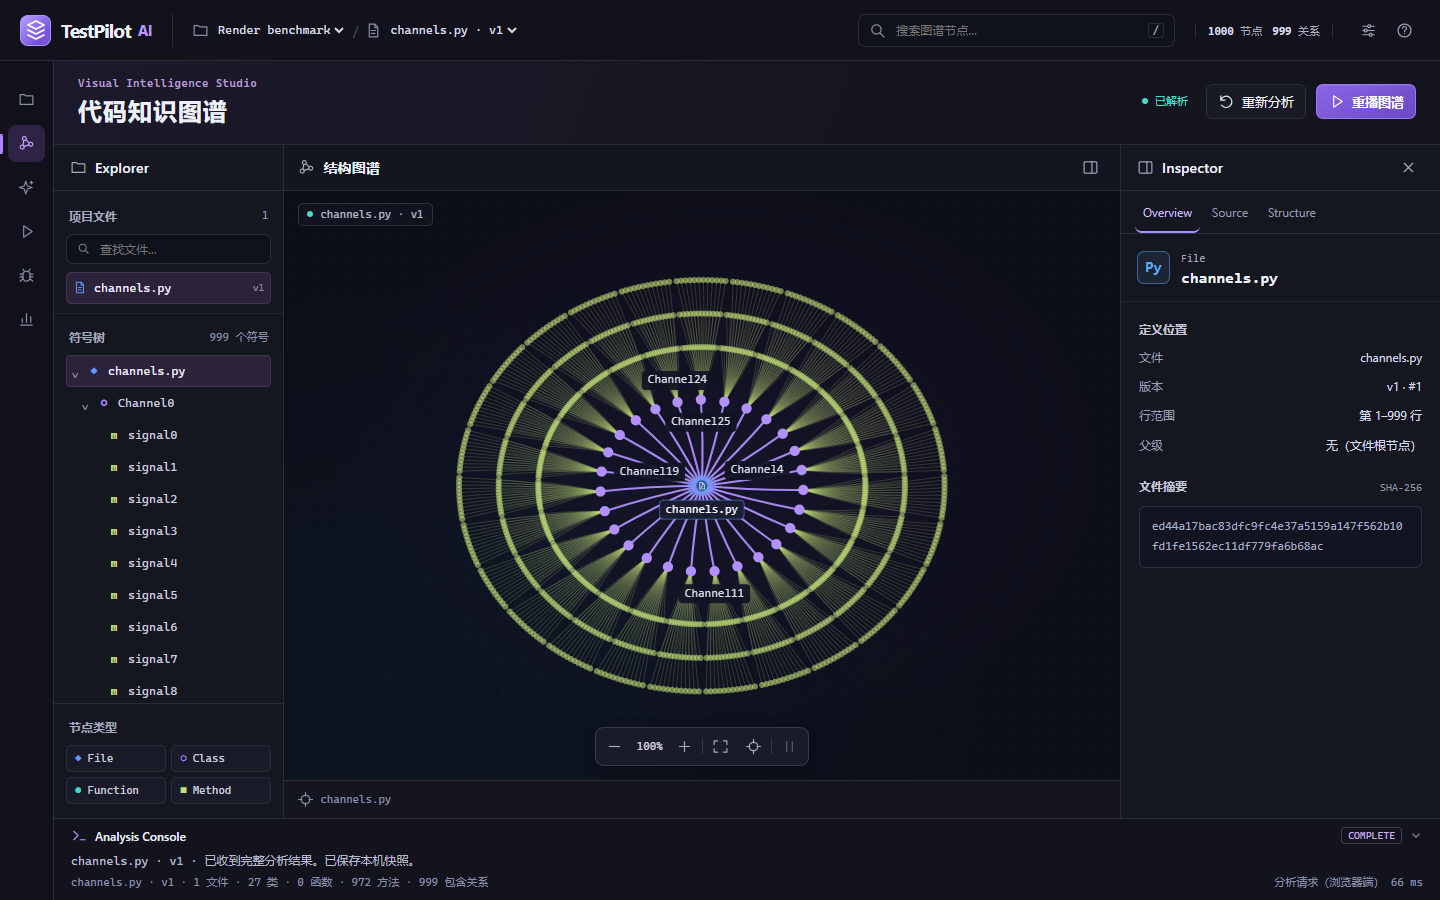 TestPilot AI
Render benchmark / channels.py · v1
搜索图谱节点... /
1000 节点 999 关系
Visual Intelligence Studio
代码知识图谱
已解析
重新分析
重播图谱
Explorer
项目文件 1
查找文件...
channels.py v1
符号树 999 个符号
channels.py
Channel0
m signal0
m signal1
m signal2
m signal3
m signal4
m signal5
m signal6
m signal7
m signal8
节点类型
File
Class
Function
Method
结构图谱
channels.py · v1
Channel24
Channel25
Channel19
Channel4
channels.py
Channel11
100%
channels.py
Inspector
Overview Source Structure
Py
File
channels.py
定义位置
文件 channels.py
版本 v1 · #1
行范围 第 1–999 行
父级 无（文件根节点）
文件摘要 SHA-256
ed44a17bac83dfc9fc4e37a5159a147f562b10
fd1fe1562ec11df779fa6b68ac
Analysis Console
COMPLETE
channels.py · v1 · 已收到完整分析结果。已保存本机快照。
channels.py · v1 · 1 文件 · 27 类 · 0 函数 · 972 方法 · 999 包含关系
分析请求（浏览器端） 66 ms